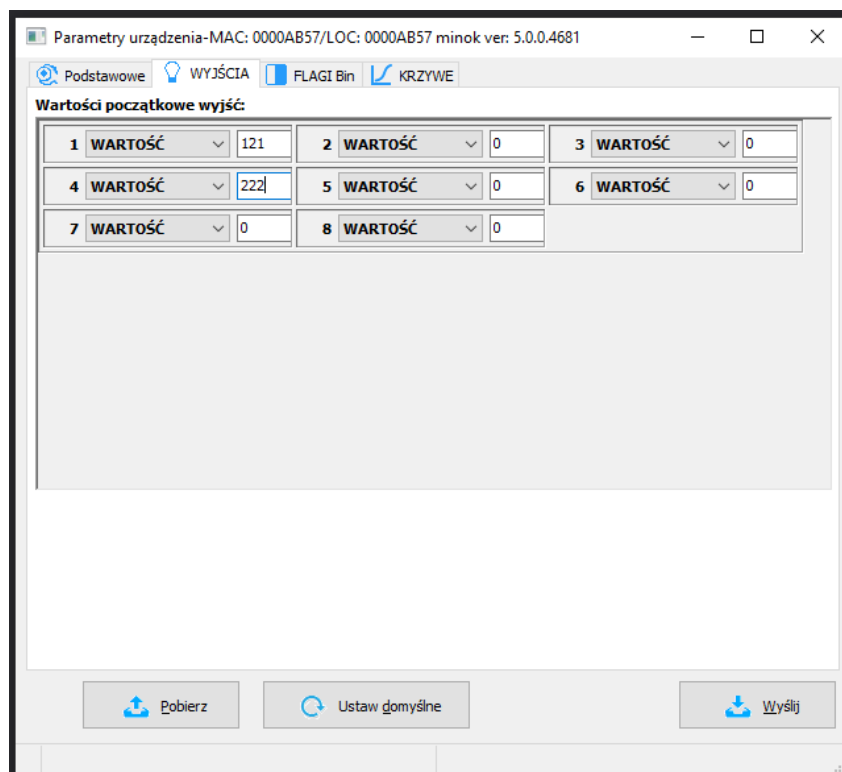 Parametry urządzenia-MAC: 0000AB57/LOC: 0000AB57 minok ver: 5.0.0.4681
Podstawowe WYJŚCIA FLAGI Bin KRZYWE
Wartości początkowe wyjść:
1 WARTOŚĆ 121 2 WARTOŚĆ 0 3 WARTOŚĆ 0
4 WARTOŚĆ 222 5 WARTOŚĆ 0 6 WARTOŚĆ 0
7 WARTOŚĆ 0 8 WARTOŚĆ 0
Pobierz Ustaw domyślne Wyślij